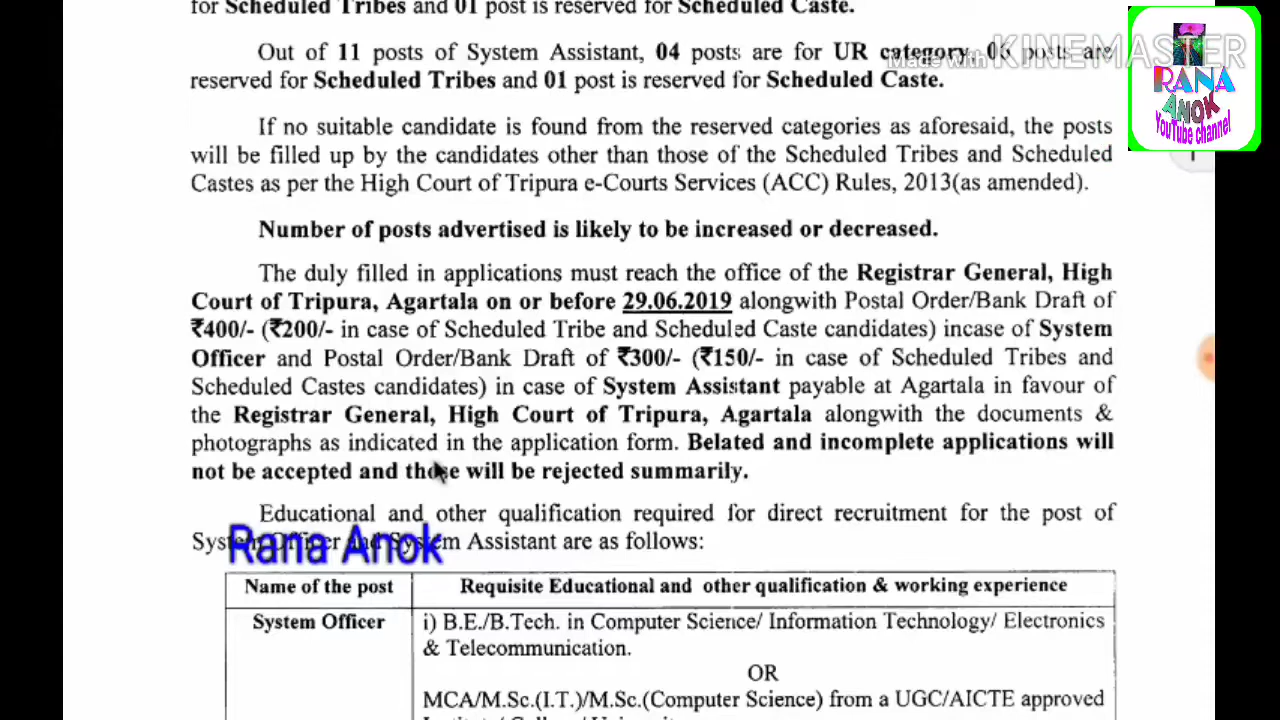 for Scheduled Tribes and 01 post is reserved for Scheduled Caste.
Out of 11 posts of System Assistant, 04 posts are for UR category, 06 posts are
reserved for Scheduled Tribes and 01 post is reserved for Scheduled Caste.
If no suitable candidate is found from the reserved categories as aforesaid, the posts
will be filled up by the candidates other than those of the Scheduled Tribes and Scheduled
Castes as per the High Court of Tripura e-Courts Services (ACC) Rules, 2013(as amended).
Number of posts advertised is likely to be increased or decreased.
The duly filled in applications must reach the office of the Registrar General, High
Court of Tripura, Agartala on or before 29.06.2019 alongwith Postal Order/Bank Draft of
₹400/- (₹200/- in case of Scheduled Tribe and Scheduled Caste candidates) incase of System
Officer and Postal Order/Bank Draft of ₹300/- (₹150/- in case of Scheduled Tribes and
Scheduled Castes candidates) in case of System Assistant payable at Agartala in favour of
the Registrar General, High Court of Tripura, Agartala alongwith the documents &
photographs as indicated in the application form. Belated and incomplete applications will
not be accepted and those will be rejected summarily.
Educational and other qualification required for direct recruitment for the post of
System Officer and System Assistant are as follows:
Rana Anok
Name of the post Requisite Educational and other qualification & working experience
System Officer i) B.E./B.Tech. in Computer Science/ Information Technology/ Electronics
& Telecommunication.
OR
MCA/M.Sc.(I.T.)/M.Sc.(Computer Science) from a UGC/AICTE approved
Made with KINEMASTER
RANA
ANOK
YouTube channel